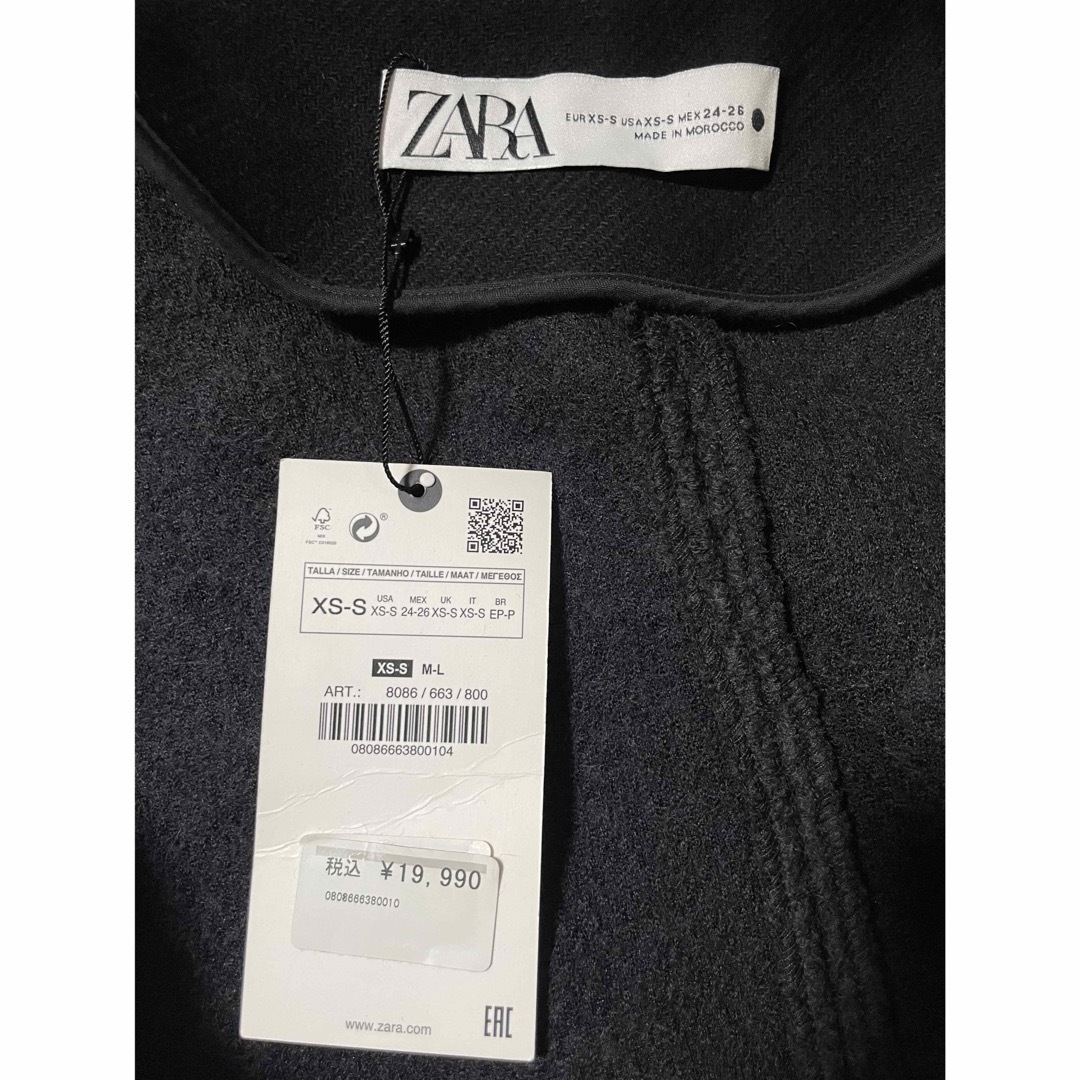 ZARA
EUR XS-S USA XS-S MEX 24-26
MADE IN MOROCCO
FSC
MIX
®
TALLA / SIZE / TAMANHO / TAILLE / MAAT / ΜΕΓΕΘΟΣ
XS-S
USA MEX UK IT BR
XS-S 24-26 XS-S XS-S EP-P
XS-S M-L
ART.: 8086 / 663 / 800
08086663800104
税込 ¥19,990
0808666380010
www.zara.com
EAC